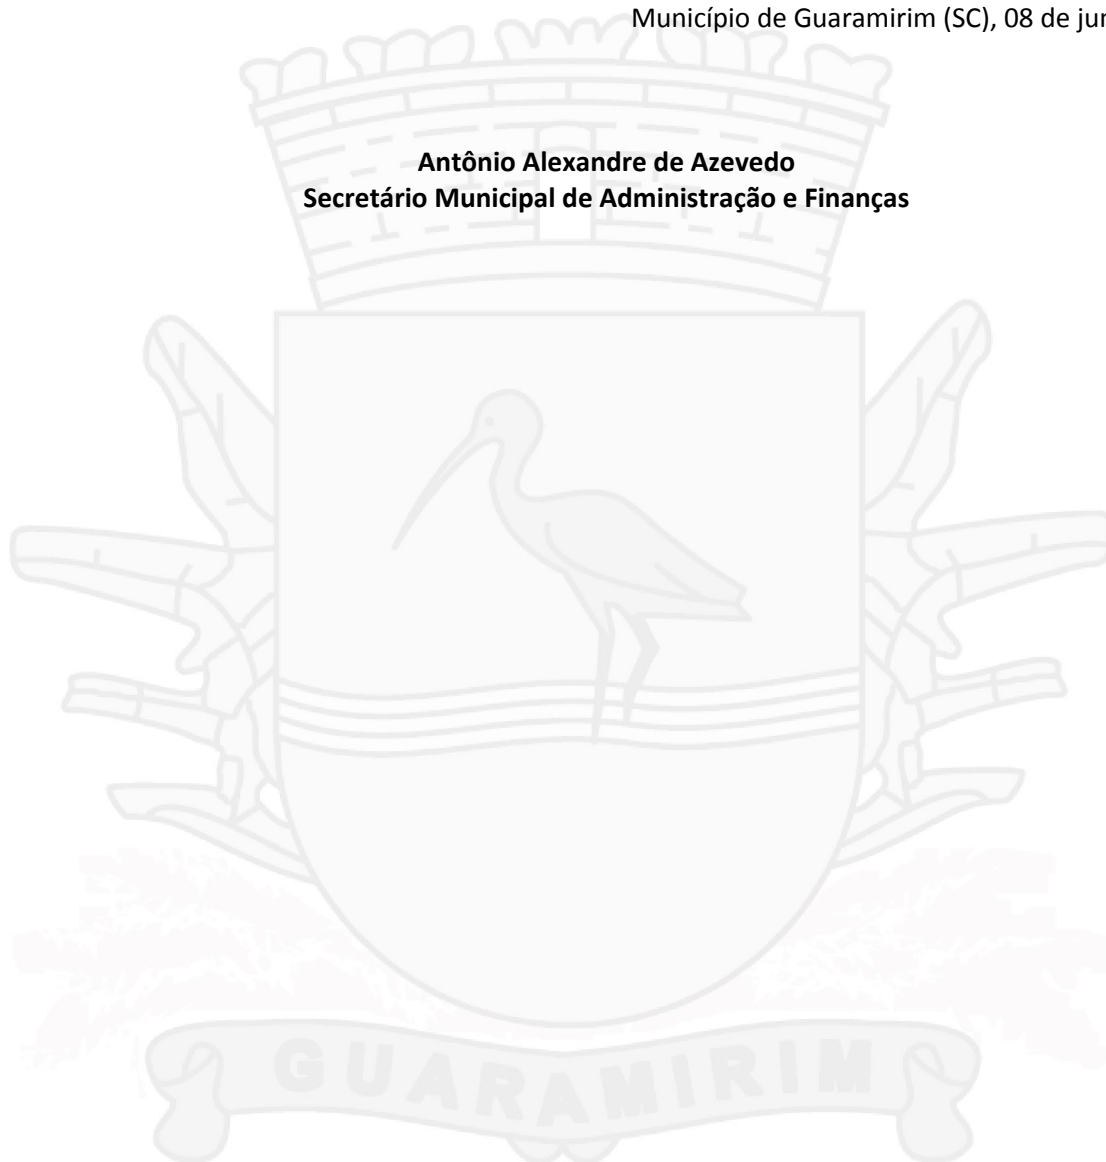 Município de Guaramirim (SC), 08 de
Antônio Alexandre de Azevedo
Secretário Municipal de Administração e Finanças
GUARAMIRIM